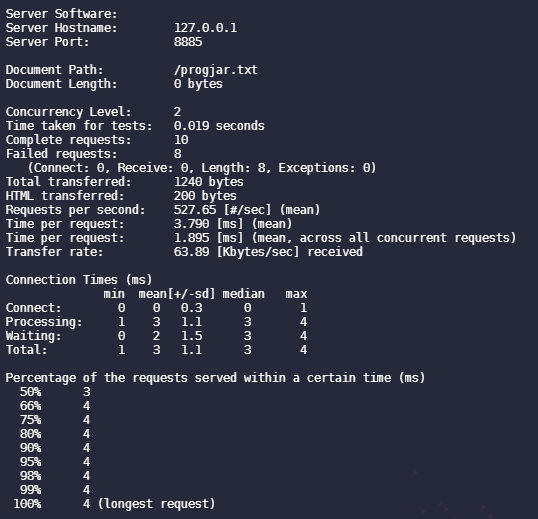 Server Software:
Server Hostname:        127.0.0.1
Server Port:            8885

Document Path:          /progjar.txt
Document Length:        0 bytes

Concurrency Level:      2
Time taken for tests:   0.019 seconds
Complete requests:      10
Failed requests:        8
   (Connect: 0, Receive: 0, Length: 8, Exceptions: 0)
Total transferred:      1240 bytes
HTML transferred:       200 bytes
Requests per second:    527.65 [#/sec] (mean)
Time per request:       3.790 [ms] (mean)
Time per request:       1.895 [ms] (mean, across all concurrent requests)
Transfer rate:          63.89 [Kbytes/sec] received

Connection Times (ms)
              min  mean[+/-sd] median   max
Connect:        0    0   0.3      0       1
Processing:     1    3   1.1      3       4
Waiting:        0    2   1.5      3       4
Total:          1    3   1.1      3       4

Percentage of the requests served within a certain time (ms)
  50%      3
  66%      4
  75%      4
  80%      4
  90%      4
  95%      4
  98%      4
  99%      4
 100%      4 (longest request)